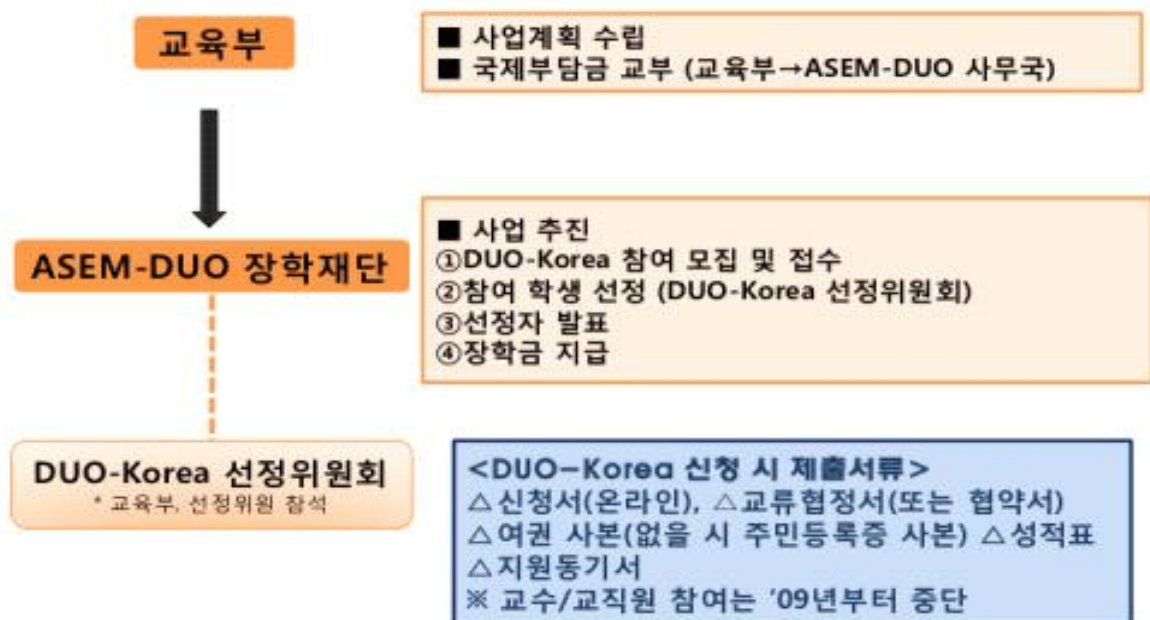 교육부
■ 사업계획 수립
■ 국제부담금 교부 (교육부→ASEM-DUO 사무국)
ASEM-DUO 장학재단
■ 사업 추진
①DUO-Korea 참여 모집 및 접수
②참여 학생 선정 (DUO-Korea 선정위원회)
③선정자 발표
④장학금 지급
DUO-Korea 선정위원회
* 교육부, 선정위원 참석
<DUO-Korea 신청 시 제출서류>
△신청서(온라인), △교류협정서(또는 협약서)
△여권 사본(없을 시 주민등록증 사본) △성적표
△지원동기서
※ 교수/교직원 참여는 '09년부터 중단